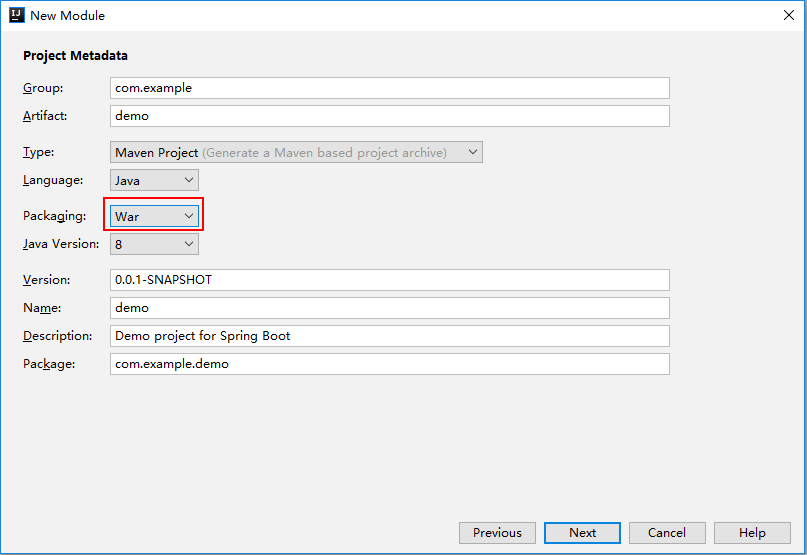 New Module
Project Metadata
Group: com.example
Artifact: demo
Type: Maven Project (Generate a Maven based project archive)
Language: Java
Packaging: War
Java Version: 8
Version: 0.0.1-SNAPSHOT
Name: demo
Description: Demo project for Spring Boot
Package: com.example.demo
Previous Next Cancel Help